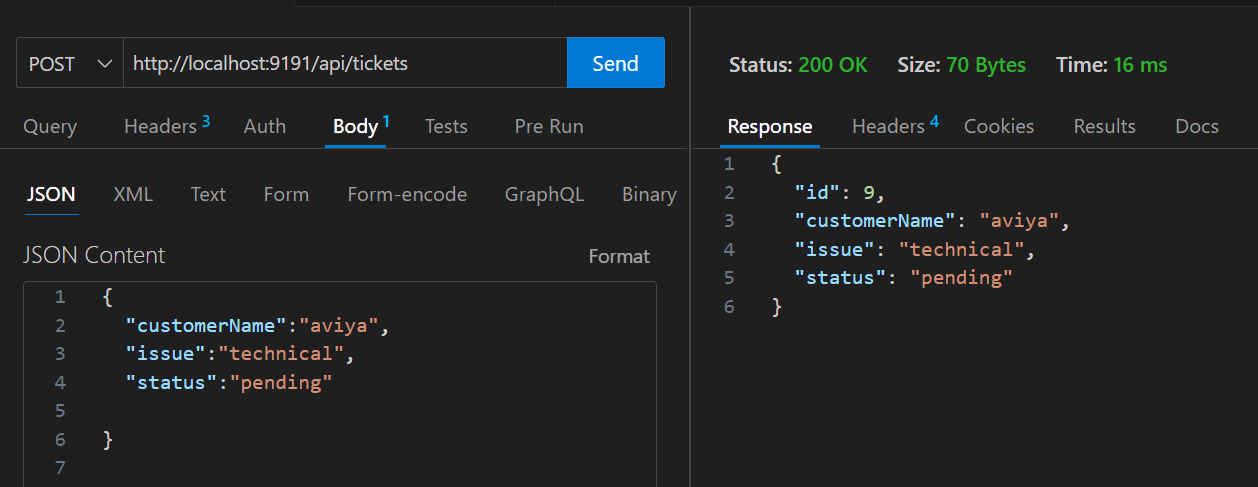 POST http://localhost:9191/api/tickets Send
Query Headers 3 Auth Body 1 Tests Pre Run
JSON XML Text Form Form-encode GraphQL Binary
JSON Content Format
1 {
2 "customerName":"aviya",
3 "issue":"technical",
4 "status":"pending"
5
6 }
7
Status: 200 OK Size: 70 Bytes Time: 16 ms
Response Headers 4 Cookies Results Docs
1 {
2 "id": 9,
3 "customerName": "aviya",
4 "issue": "technical",
5 "status": "pending"
6 }